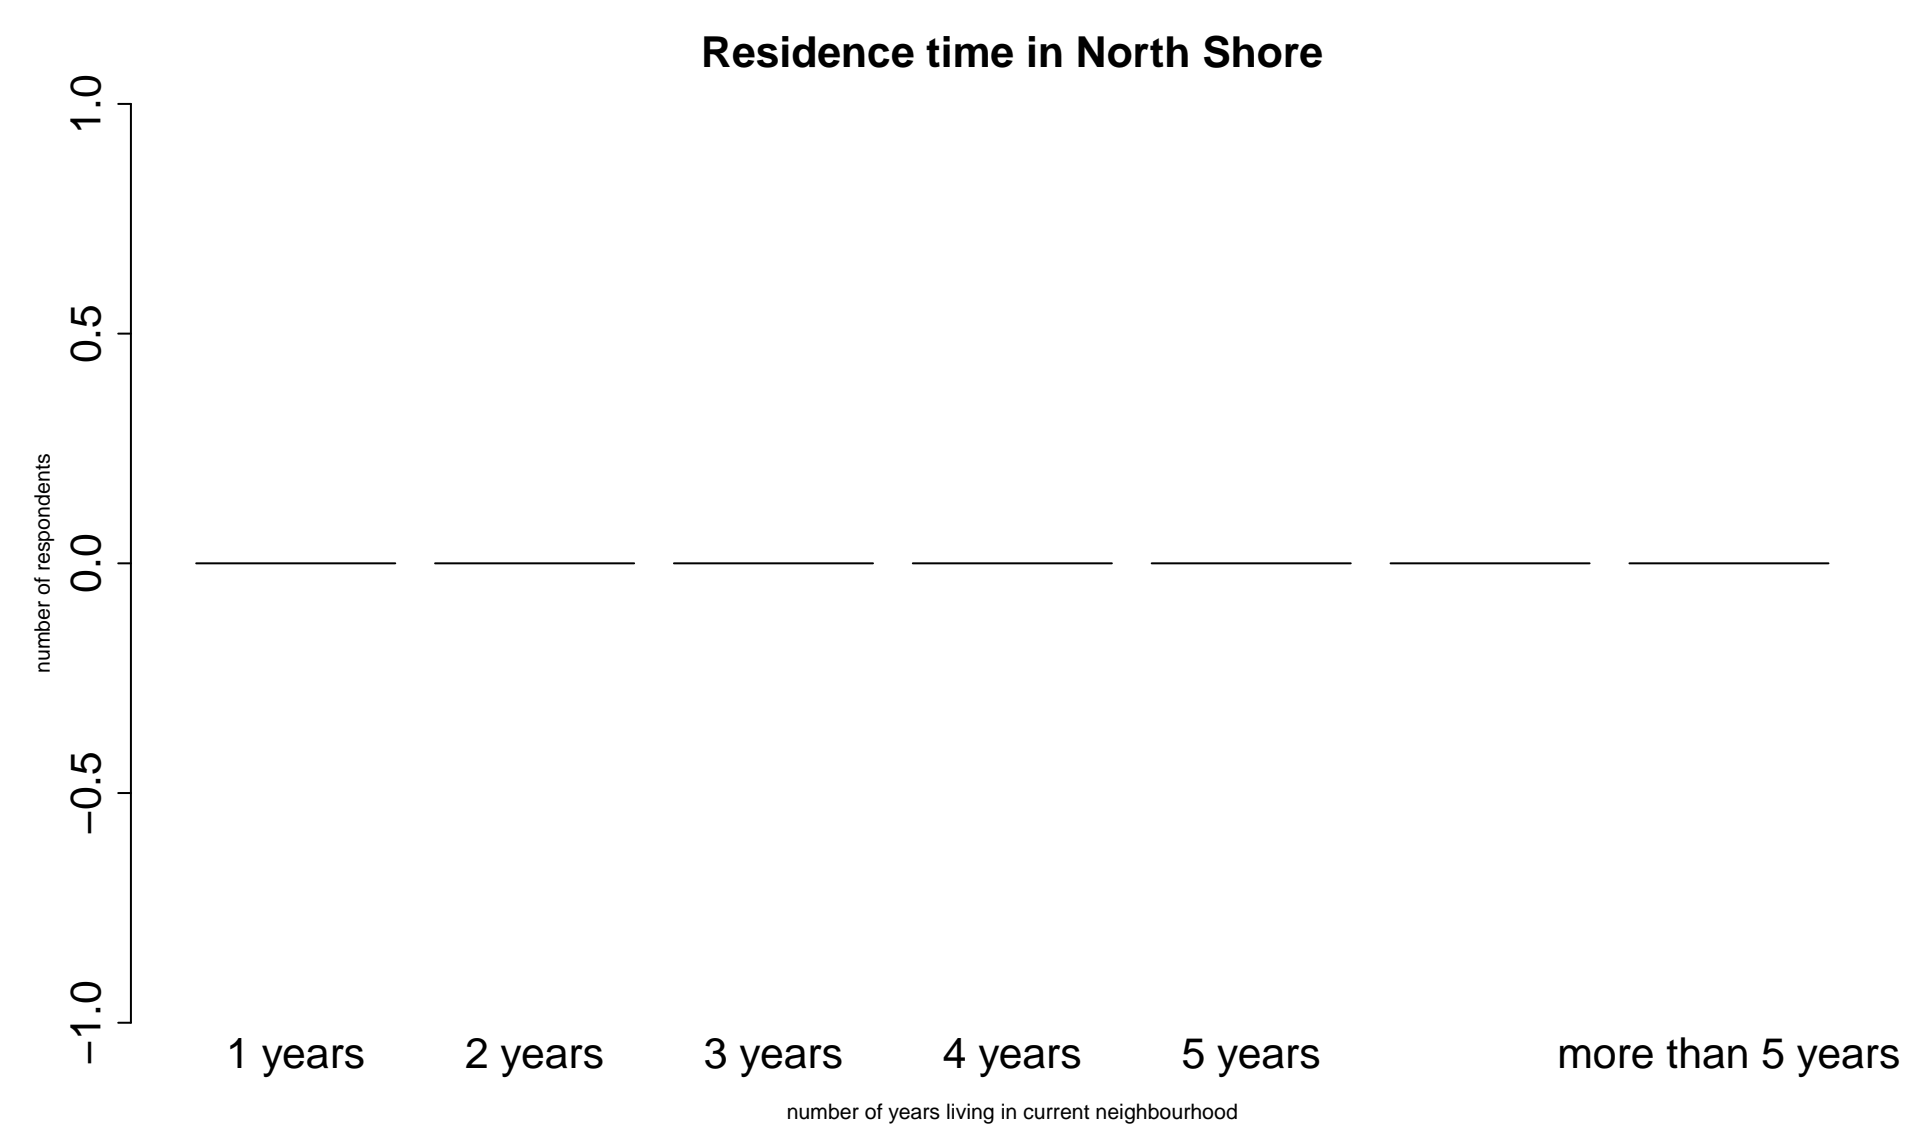 Residence time in North Shore
1.0
0.5
0.0
−0.5
−1.0
number of respondents
1 years
2 years
3 years
4 years
5 years
more than 5 years
number of years living in current neighbourhood